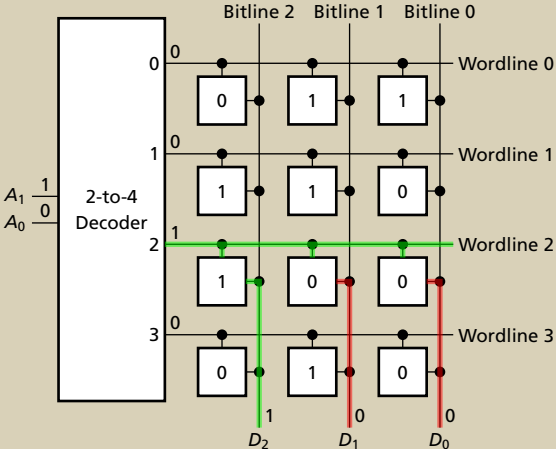 Bitline 2 Bitline 1 Bitline 0
0 0 Wordline 0
0 1 1
1 0 Wordline 1
A1 1 2-to-4 1 1 0
A0 0 Decoder
2 1 Wordline 2
1 0 0
3 0 Wordline 3
0 1 0
1 0 0
D2 D1 D0